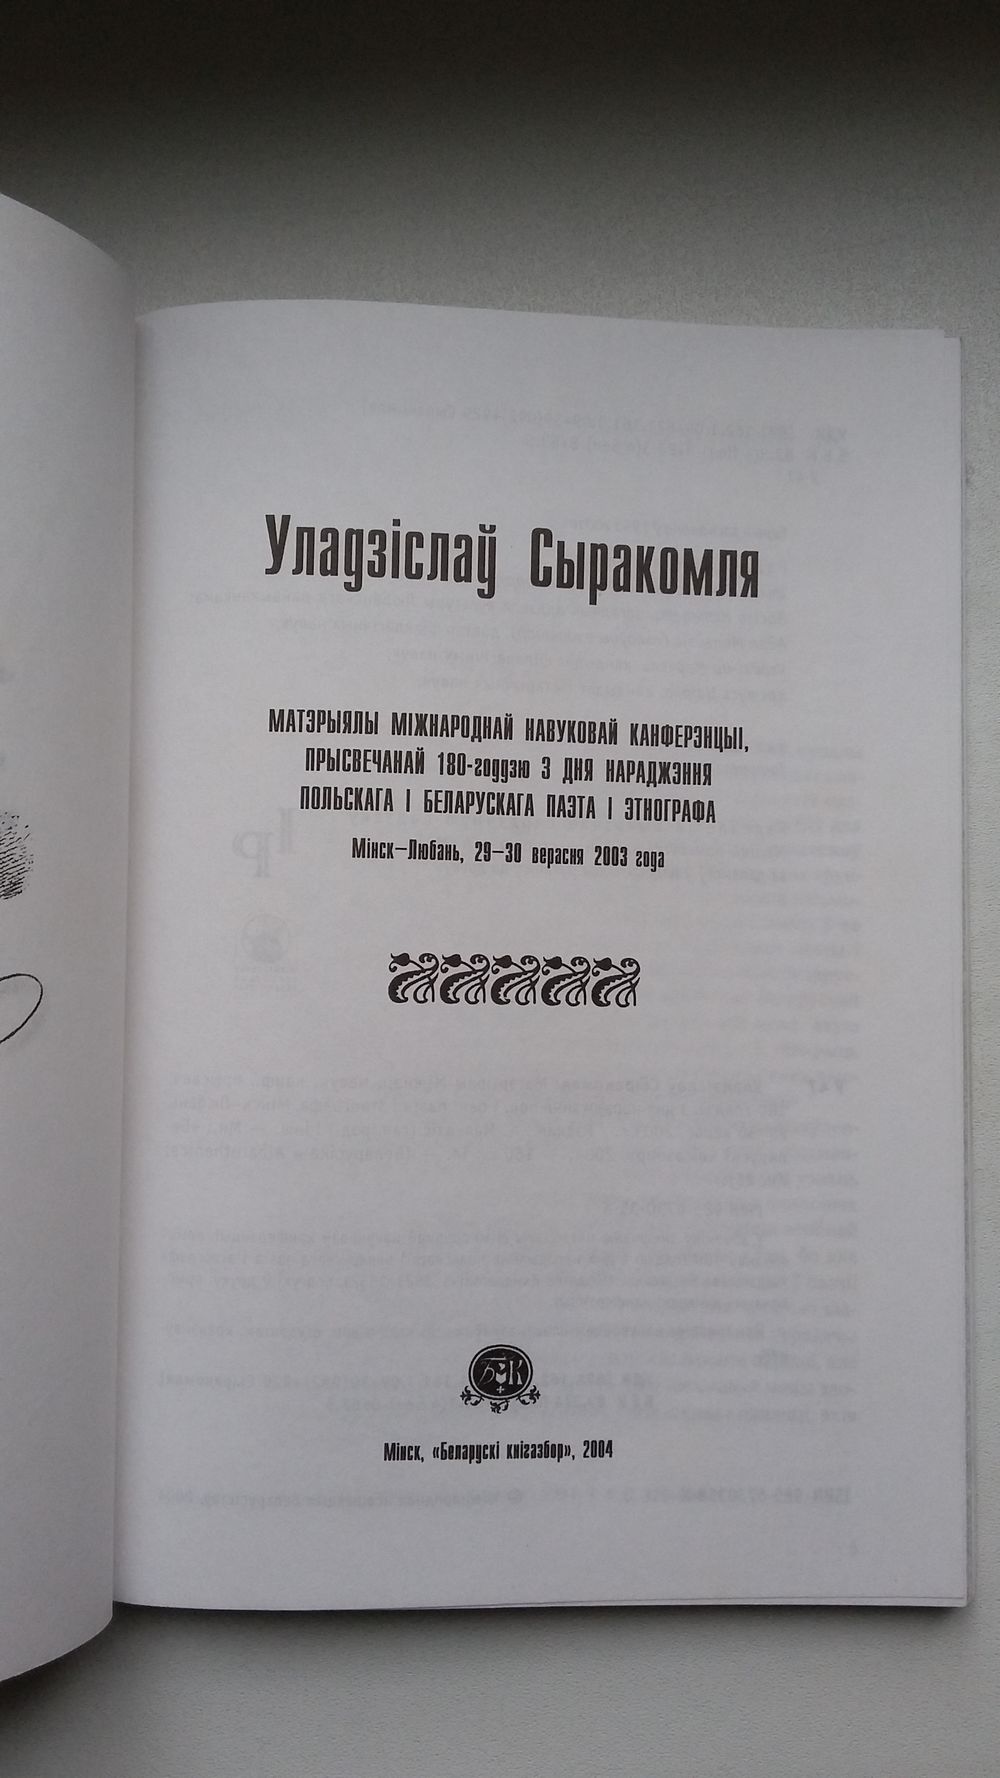 Уладзіслаў Сыракомля
МАТЭРЫЯЛЫ МІЖНАРОДНАЙ НАВУКОВАЙ КАНФЕРЭНЦЫІ,
ПРЫСВЕЧАНАЙ 180-годдзю З ДНЯ НАРАДЖЭННЯ
ПОЛЬСКАГА І БЕЛАРУСКАГА ПАЭТА І ЭТНОГРАФА
Мінск—Любань, 29—30 верасня 2003 года
БК
Мінск, «Беларускі кнігазбор», 2004